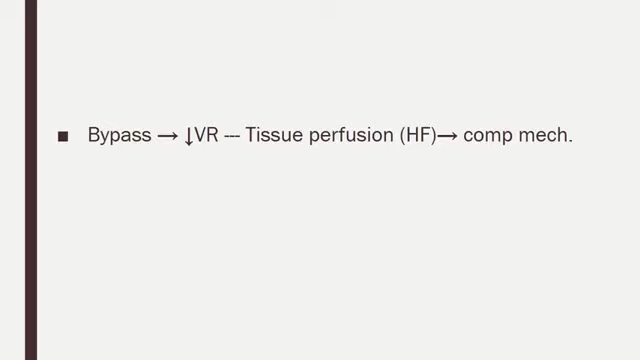 ▪ Bypass → ↓VR --- Tissue perfusion (HF)→ comp mech.